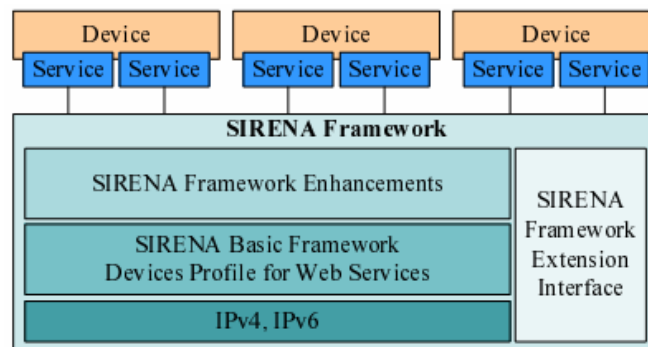 Device Device Device
Service Service Service Service Service Service
SIRENA Framework
SIRENA Framework Enhancements
SIRENA Basic Framework
Devices Profile for Web Services
IPv4, IPv6
SIRENA
Framework
Extension
Interface